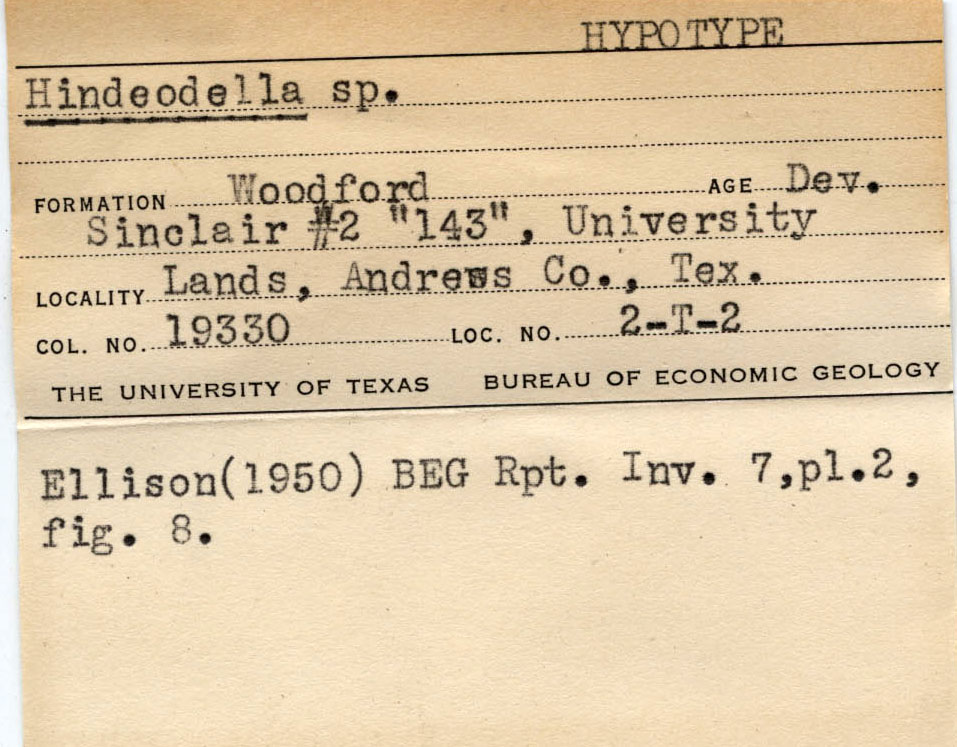 HYPOTYPE
Hindeodella sp.
FORMATION Woodford AGE Dev.
Sinclair #2 "143", University
LOCALITY Lands, Andrews Co., Tex.
COL. NO. 19330 LOC. NO. 2-T-2
THE UNIVERSITY OF TEXAS BUREAU OF ECONOMIC GEOLOGY
Ellison(1950) BEG Rpt. Inv. 7,pl.2,
fig. 8.